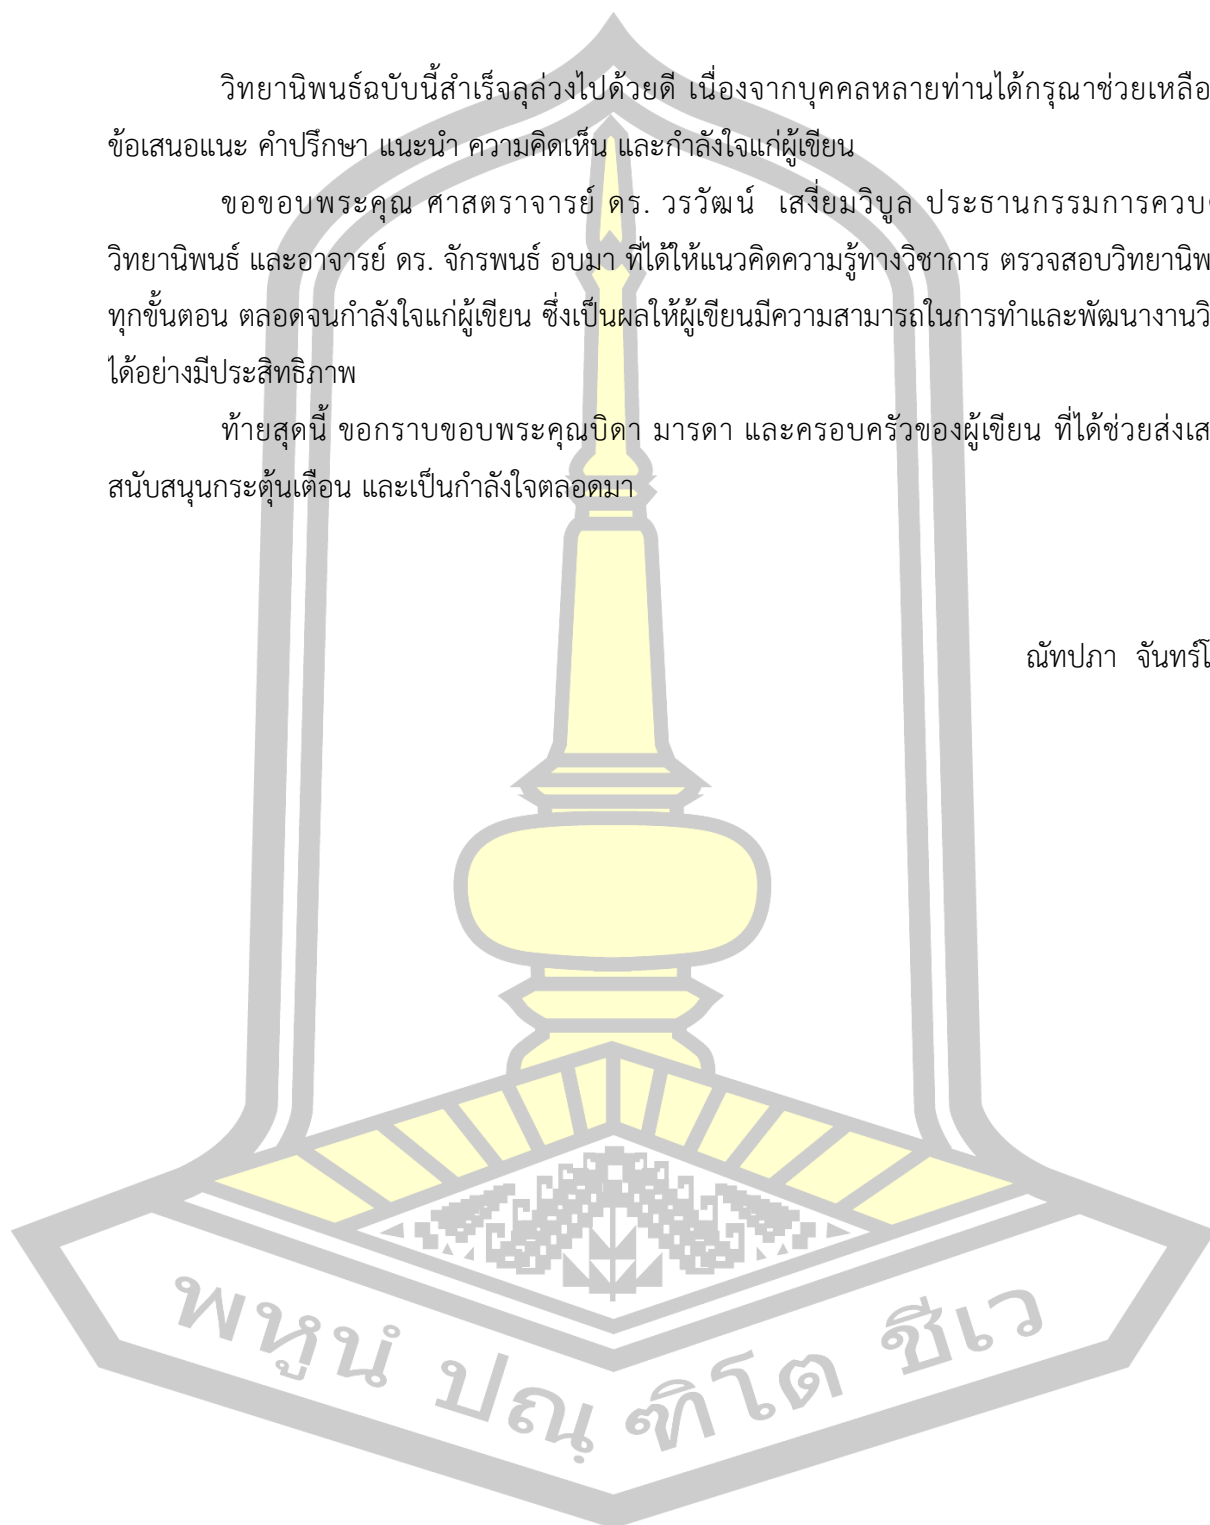 วิทยานิพนธ์ฉบับนี้สำเร็จลุล่วงไปด้วยดี เนื่องจากบุคคลหลายท่านได้กรุณาช่วยเหลือ
ข้อเสนอแนะ คำปรึกษา แนะนำ ความคิดเห็น และกำลังใจแก่ผู้เขียน
ขอขอบพระคุณ ศาสตราจารย์ ดร. วรวัฒน์ เสงี่ยมวิบูล ประธานกรรมการควบ
วิทยานิพนธ์ และอาจารย์ ดร. จักรพนธ์ อบมา ที่ได้ให้แนวคิดความรู้ทางวิชาการ ตรวจสอบวิทยานิพ
ทุกขั้นตอน ตลอดจนกำลังใจแก่ผู้เขียน ซึ่งเป็นผลให้ผู้เขียนมีความสามารถในการทำและพัฒนางานวิ
ได้อย่างมีประสิทธิภาพ
ท้ายสุดนี้ ขอกราบขอบพระคุณบิดา มารดา และครอบครัวของผู้เขียน ที่ได้ช่วยส่งเส
สนับสนุนกระตุ้นเตือน และเป็นกำลังใจตลอดมา
ณัทปภา จันทร์โ
พหูนํ ปณฺฑิโต ชีเว